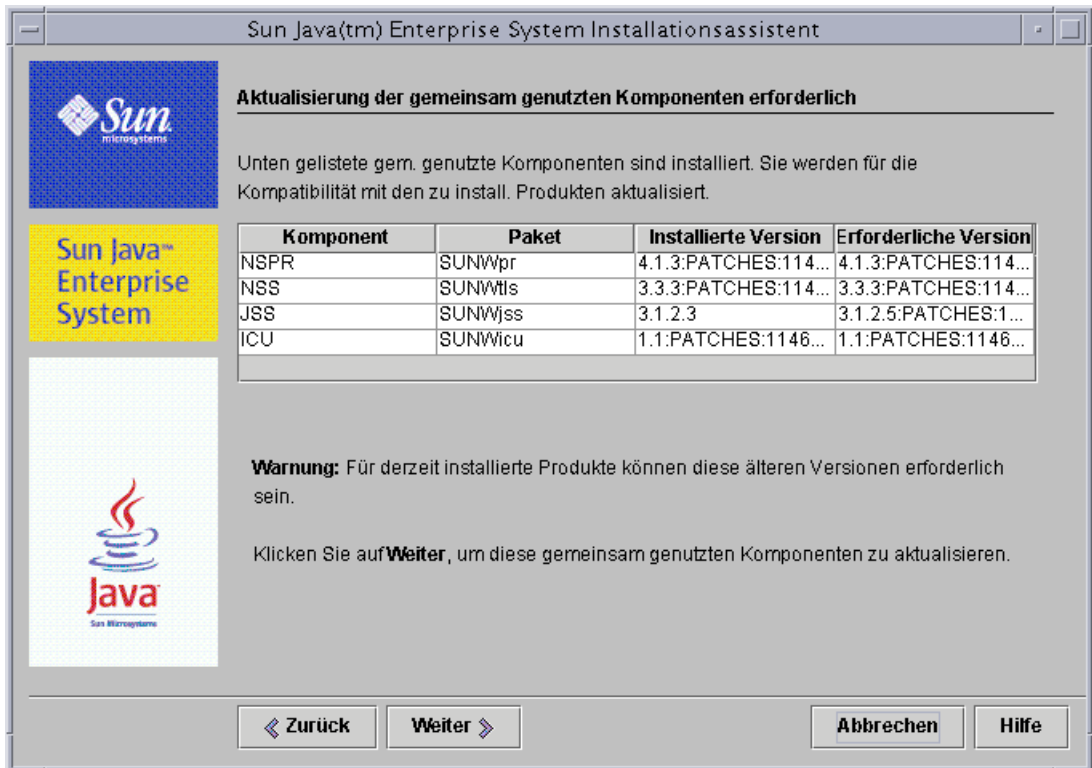 Sun Java(tm) Enterprise System Installationsassistent
Sun
microsystems
Sun Java™
Enterprise
System
Java
Sun Microsystems
Aktualisierung der gemeinsam genutzten Komponenten erforderlich
Unten gelistete gem. genutzte Komponenten sind installiert. Sie werden für die
Kompatibilität mit den zu install. Produkten aktualisiert.
Komponent Paket Installierte Version Erforderliche Version
NSPR SUNWpr 4.1.3:PATCHES:114... 4.1.3:PATCHES:114...
NSS SUNWtls 3.3.3:PATCHES:114... 3.3.3:PATCHES:114...
JSS SUNWjss 3.1.2.3 3.1.2.5:PATCHES:1...
ICU SUNWicu 1.1:PATCHES:1146... 1.1:PATCHES:1146...
Warnung: Für derzeit installierte Produkte können diese älteren Versionen erforderlich
sein.
Klicken Sie auf Weiter, um diese gemeinsam genutzten Komponenten zu aktualisieren.
Zurück Weiter Abbrechen Hilfe